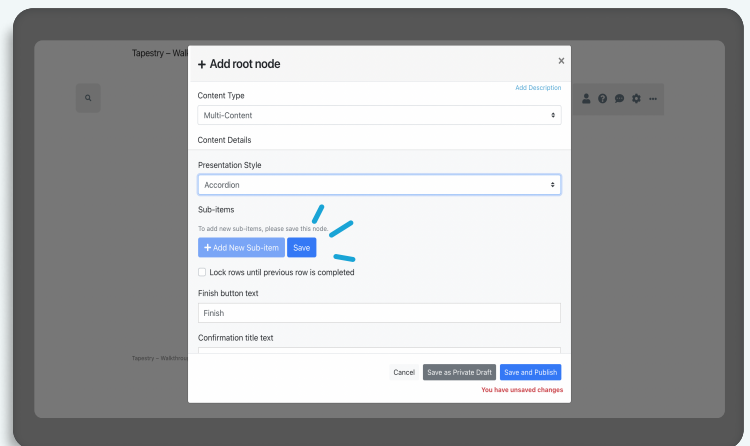 Tapestry – Wal
+ Add root node
×
Add Description
Content Type
Multi-Content
Content Details
Presentation Style
Accordion
Sub-items
To add new sub-items, please save this node.
+ Add New Sub-item
Save
Lock rows until previous row is completed
Finish button text
Finish
Confirmation title text
Tapestry – Walkthrou
Cancel
Save as Private Draft
Save and Publish
You have unsaved changes